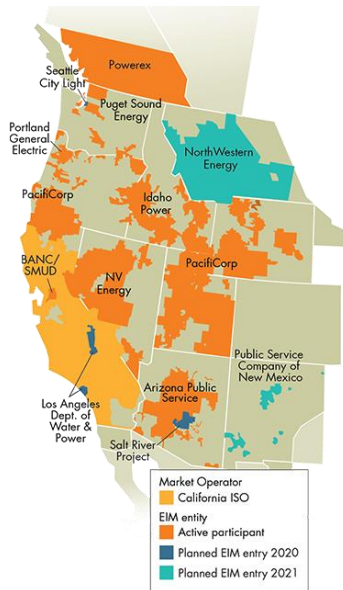 Powerex
Seattle
City Light
Puget Sound
Energy
Portland
General
Electric
NorthWestern
Energy
PacifiCorp
Idaho
Power
PacifiCorp
BANC/
SMUD
NV
Energy
Public Service
Company of
New Mexico
Arizona Public
Service
Los Angeles
Dept. of
Water &
Power
Salt River
Project
Market Operator
California ISO
EIM entity
Active participant
Planned EIM entry 2020
Planned EIM entry 2021